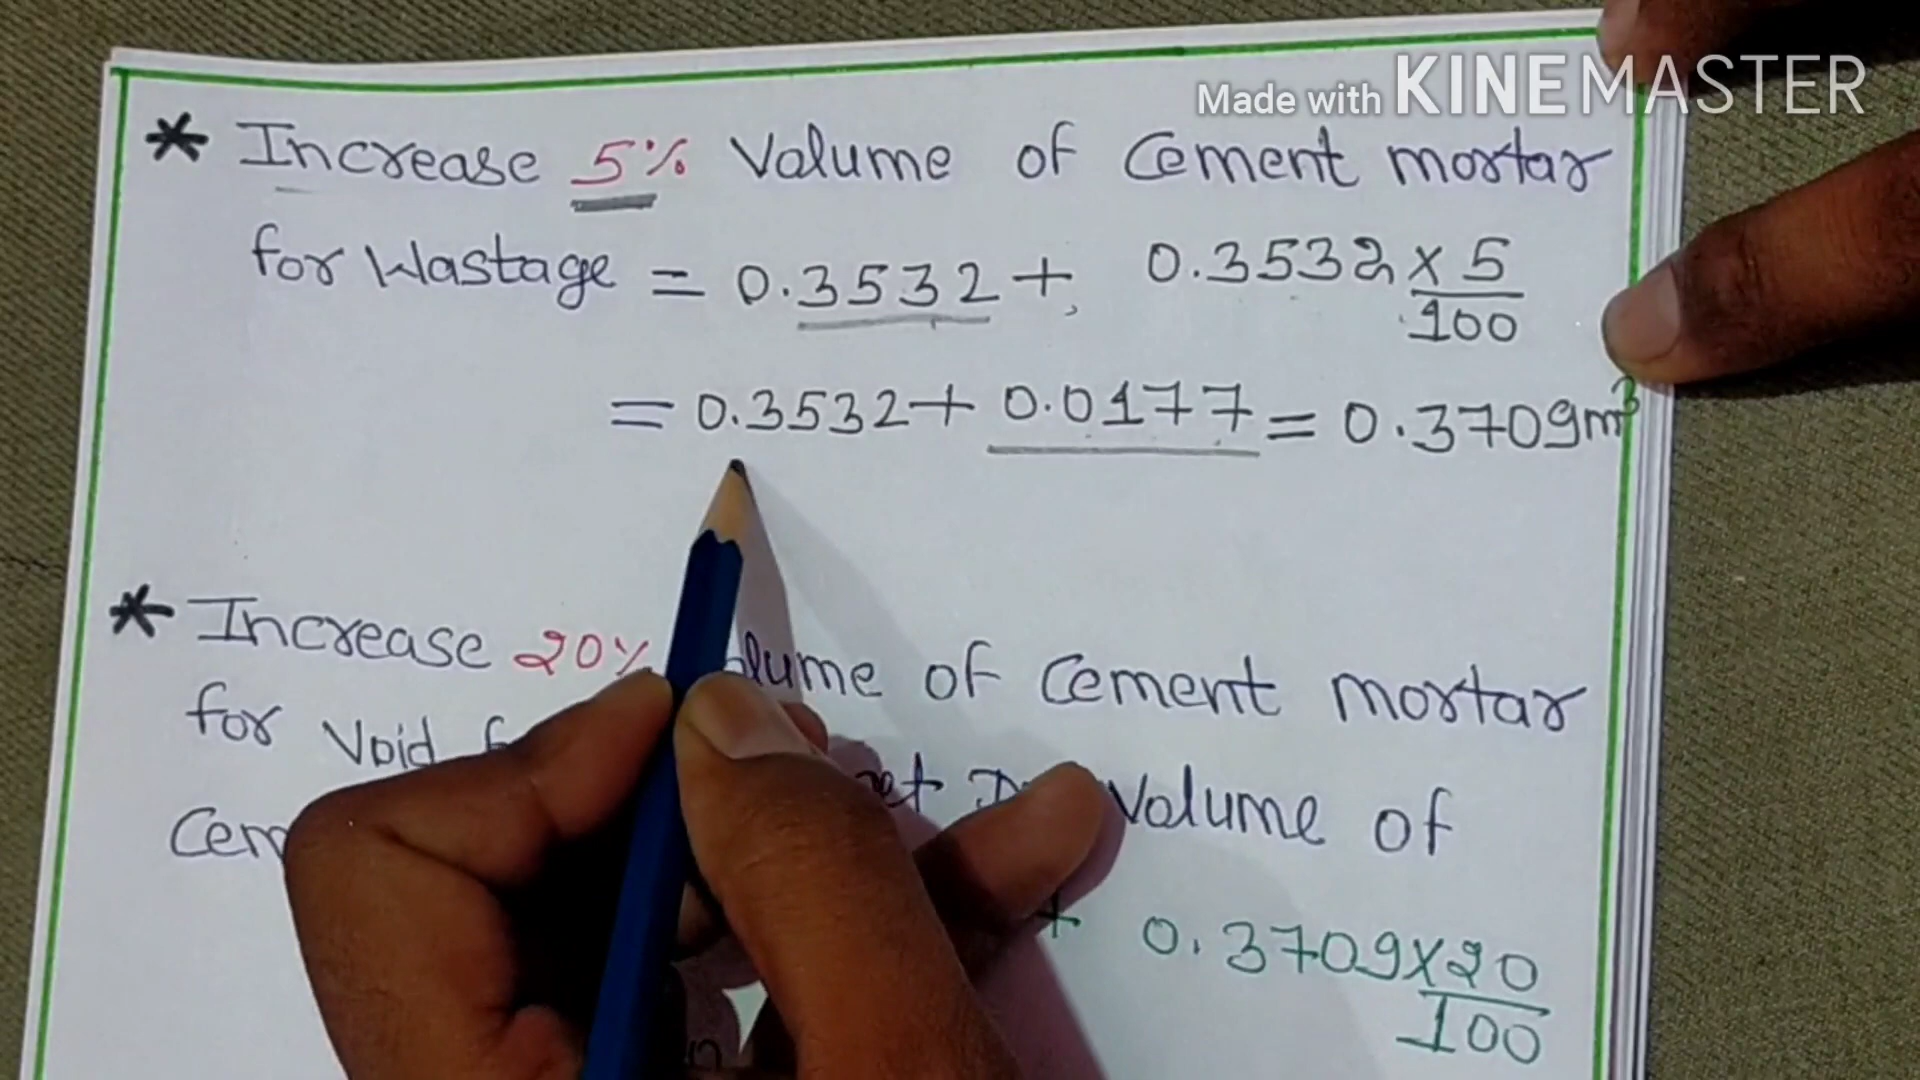 Made with KINEMASTER
* Increase 5% Volume of Cement mortar
for Wastage = 0.3532 + 0.3532 × 5
100
= 0.3532 + 0.0177 = 0.3709m³
* Increase 20% Volume of Cement mortar
for Void Volume of
+ 0.3709×20
100